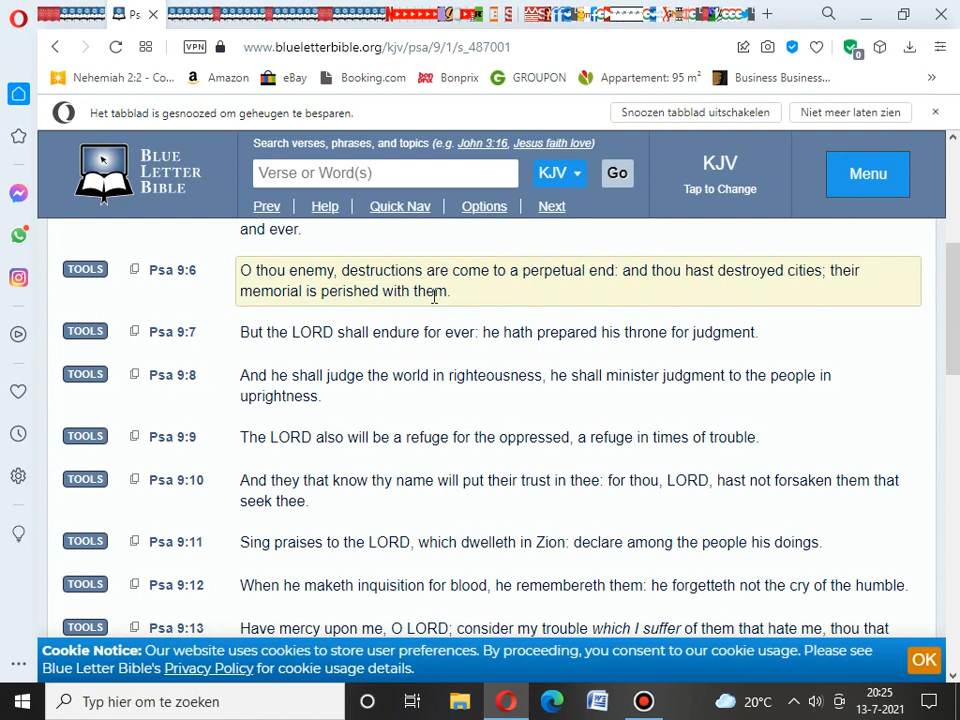 Ps
www.blueletterbible.org/kjv/psa/9/1/s_487001
VPN
0
Nehemiah 2:2 - Co...
Amazon
eBay
Booking.com
Bonprix
GROUPON
Appartement: 95 m²
Business Business...
»
Het tabblad is gesnoozed om geheugen te besparen.
Snoozen tabblad uitschakelen
Niet meer laten zien
BLUE
LETTER
BIBLE
Search verses, phrases, and topics (e.g. John 3:16, Jesus faith love)
Verse or Word(s)
KJV
Go
Prev
Help
Quick Nav
Options
Next
KJV
Tap to Change
Menu
and ever.
TOOLS Psa 9:6 O thou enemy, destructions are come to a perpetual end: and thou hast destroyed cities; their
memorial is perished with them.
TOOLS Psa 9:7 But the LORD shall endure for ever: he hath prepared his throne for judgment.
TOOLS Psa 9:8 And he shall judge the world in righteousness, he shall minister judgment to the people in
uprightness.
TOOLS Psa 9:9 The LORD also will be a refuge for the oppressed, a refuge in times of trouble.
TOOLS Psa 9:10 And they that know thy name will put their trust in thee: for thou, LORD, hast not forsaken them that
seek thee.
TOOLS Psa 9:11 Sing praises to the LORD, which dwelleth in Zion: declare among the people his doings.
TOOLS Psa 9:12 When he maketh inquisition for blood, he remembereth them: he forgetteth not the cry of the humble.
TOOLS Psa 9:13 Have mercy upon me, O LORD; consider my trouble which I suffer of them that hate me, thou that
Cookie Notice: Our website uses cookies to store user preferences. By proceeding, you consent to our cookie usage. Please see
Blue Letter Bible's Privacy Policy for cookie usage details.
OK
Typ hier om te zoeken
20°C
20:25
13-7-2021